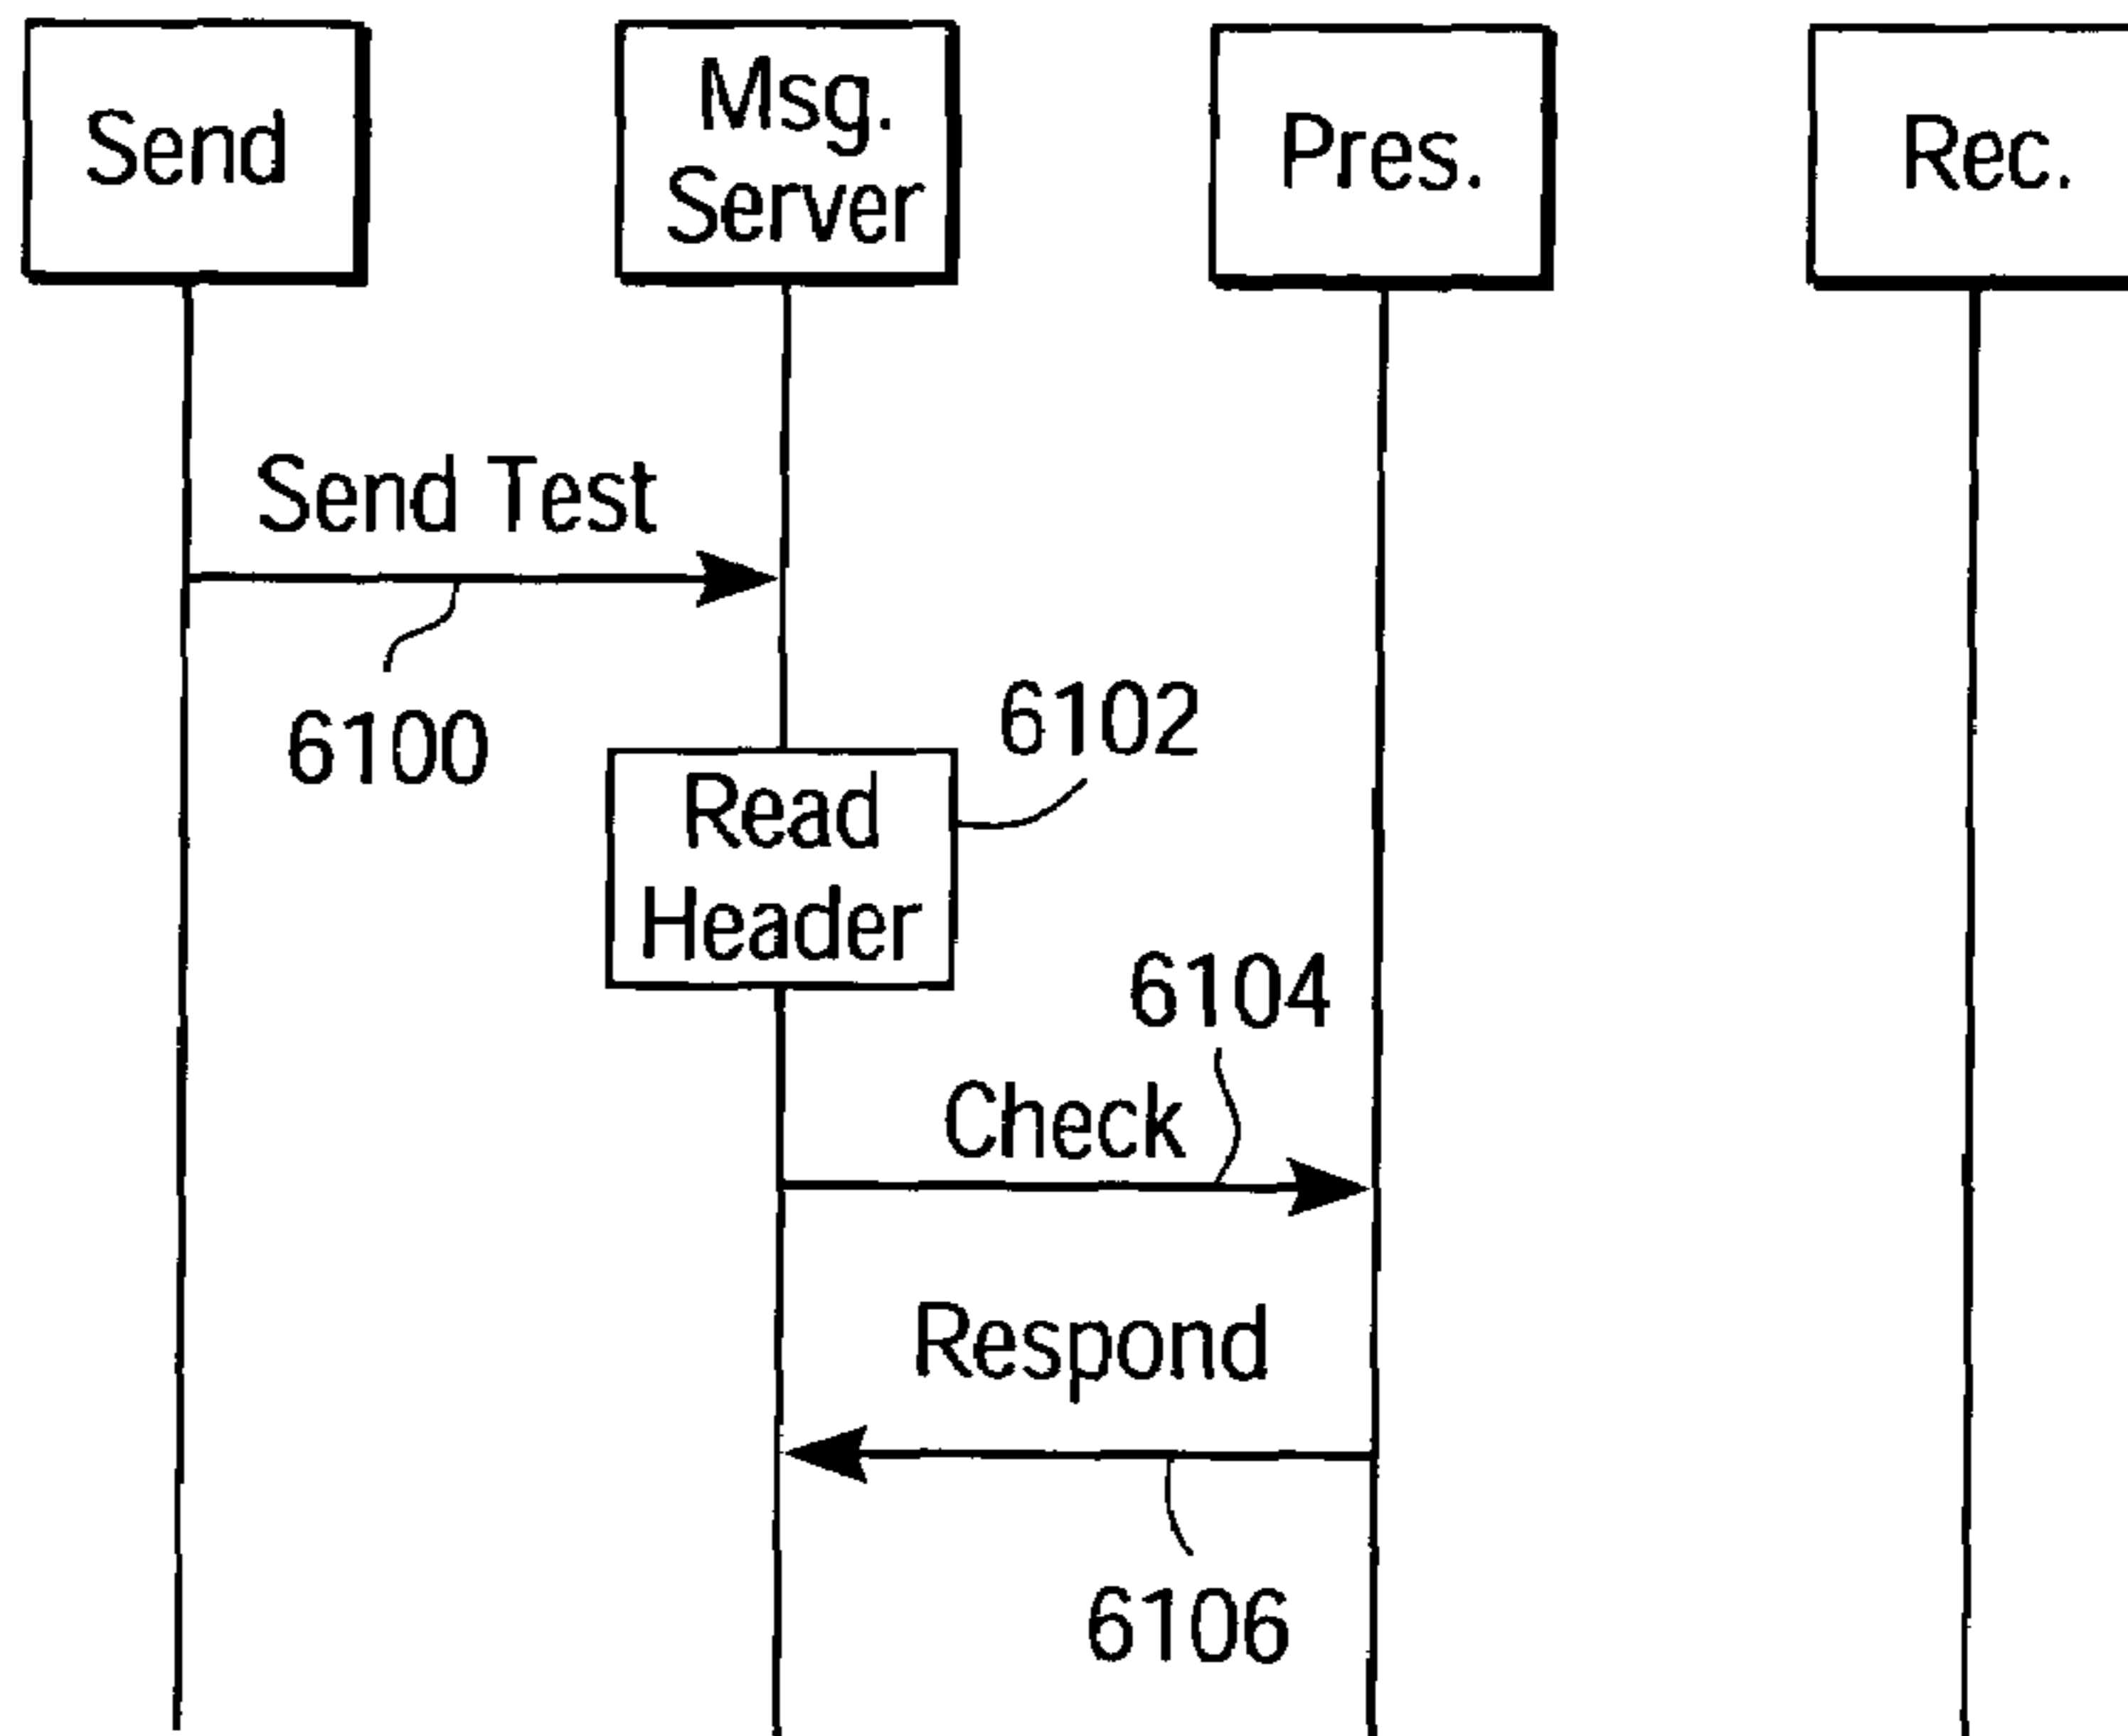 Send
Msg.
Server
Pres.
Rec.
Send Test
6100
6102
Read
Header
6104
Check
Respond
6106